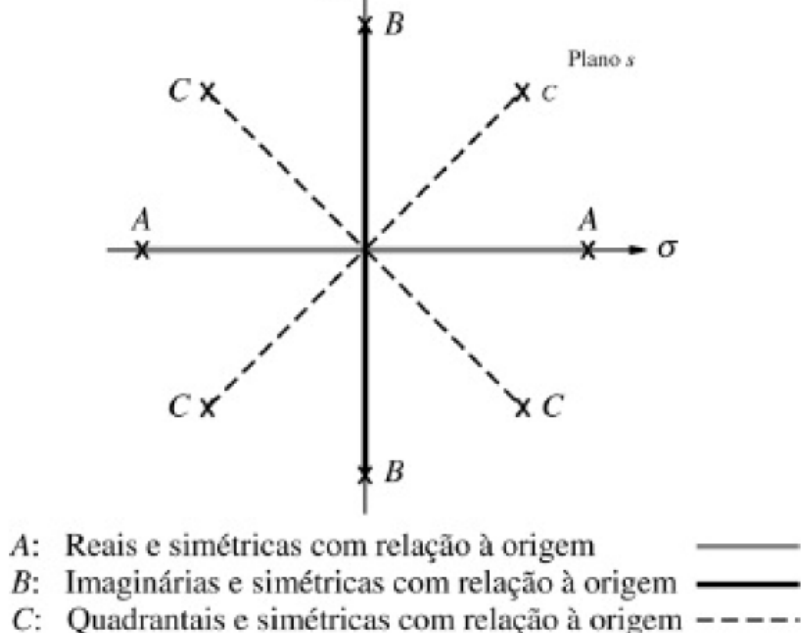 B
Plano s
C
C
A
A
σ
C
C
B
A: Reais e simétricas com relação à origem
B: Imaginárias e simétricas com relação à origem
C: Quadrantais e simétricas com relação à origem